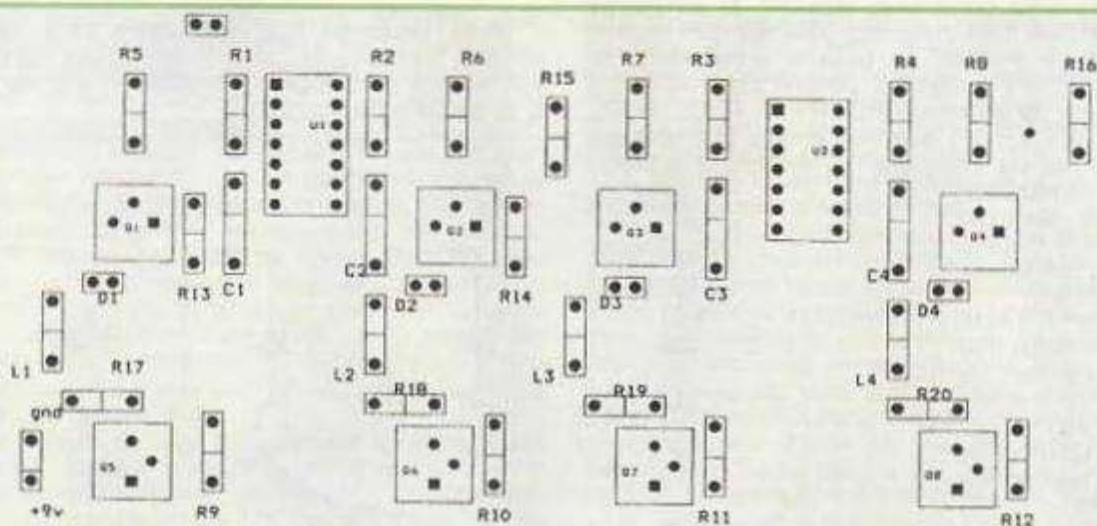 R5 R1 R2 R6 R15 R7 R3 R4 R8 R16
U1 U2
Q1 Q2 Q3 Q4
D1 R13 C1 C2 D2 R14 D3 C3 C4 D4
L1 R17 L2 R18 L3 R19 L4 R20
gnd
Q5 Q6 Q7 Q8
+9v R9 R10 R11 R12